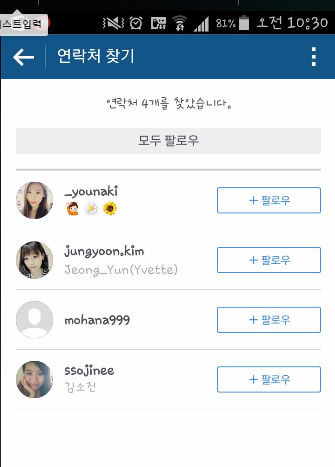 스트입력
81% 오전 10:30
연락처 찾기
연락처 4개를 찾았습니다.
모두 팔로우
_younaki
+ 팔로우
jungyoon.kim
Jeong_Yun(Yvette)
+ 팔로우
mohana999
+ 팔로우
ssojinee
김소진
+ 팔로우